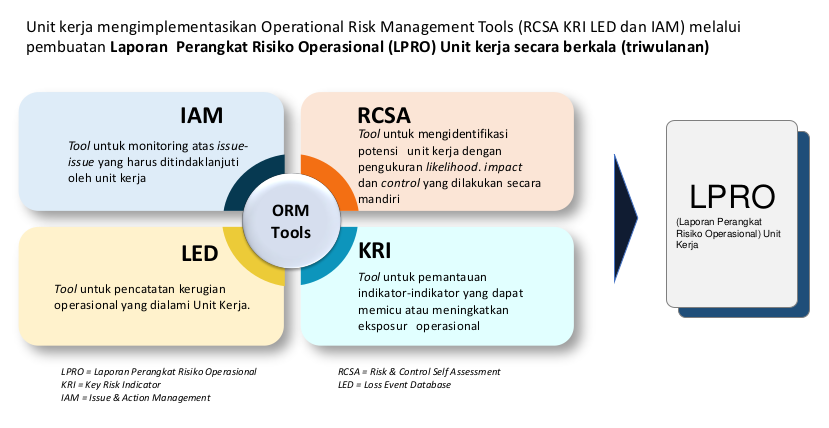 Unit kerja mengimplementasikan Operational Risk Management Tools (RCSA KRI LED dan IAM) melalui
pembuatan Laporan Perangkat Risiko Operasional (LPRO) Unit kerja secara berkala (triwulanan)
IAM
Tool untuk monitoring atas issue-
issue yang harus ditindaklanjuti
oleh unit kerja
RCSA
Tool untuk mengidentifikasi
potensi unit kerja dengan
pengukuran likelihood. impact
dan control yang dilakukan secara
mandiri
ORM
Tools
LED
Tool untuk pencatatan kerugian
operasional yang dialami Unit Kerja.
KRI
Tool untuk pemantauan
indikator-indikator yang dapat
memicu atau meningkatkan
eksposur operasional
LPRO
(Laporan Perangkat
Risiko Operasional) Unit
Kerja
LPRO = Laporan Perangkat Risiko Operasional
KRI = Key Risk Indicator
IAM = Issue & Action Management
RCSA = Risk & Control Self Assessment
LED = Loss Event Database